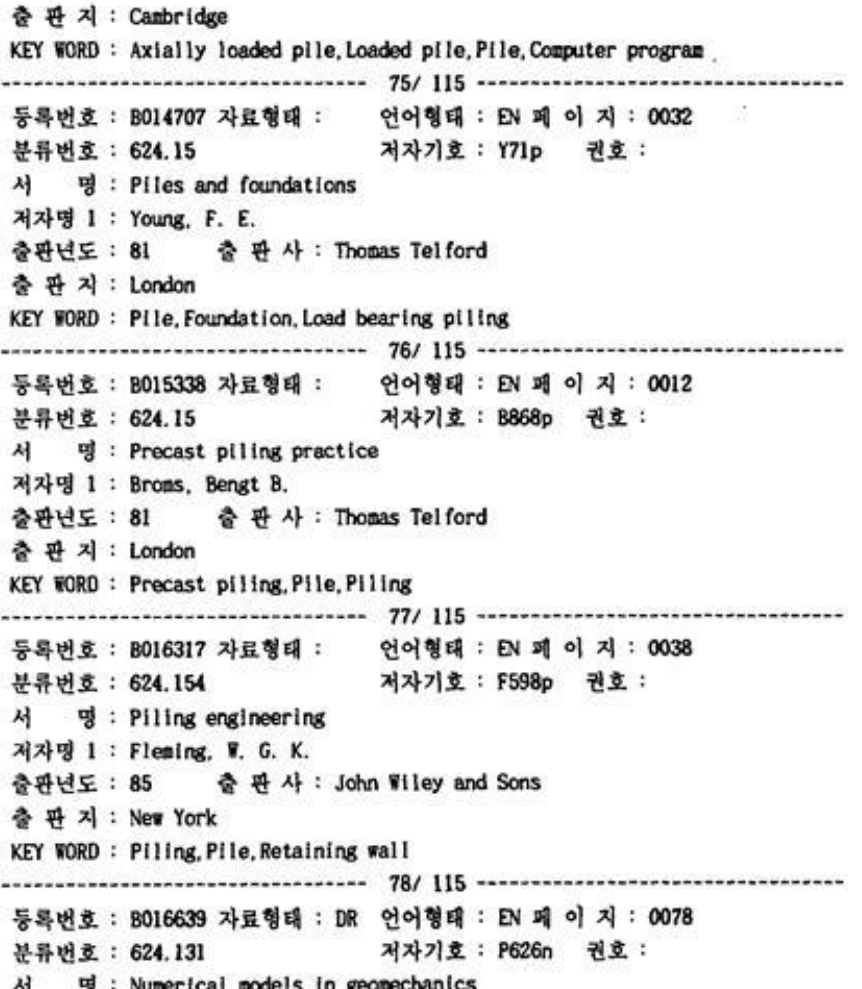 출 판 지 : Cambridge
KEY WORD : Axially loaded pile,Loaded pile,Pile,Computer program
---------------------------------- 75/ 115 ----------------------------------
등록번호 : B014707 자료형태 : 언어형태 : EN 페 이 지 : 0032
분류번호 : 624.15 저자기호 : Y71p 권호 :
서 명 : Piles and foundations
저자명 1 : Young, F. E.
출판년도 : 81 출 판 사 : Thomas Telford
출 판 지 : London
KEY WORD : Pile,Foundation,Load bearing piling
---------------------------------- 76/ 115 ----------------------------------
등록번호 : B015338 자료형태 : 언어형태 : EN 페 이 지 : 0012
분류번호 : 624.15 저자기호 : B868p 권호 :
서 명 : Precast piling practice
저자명 1 : Broms, Bengt B.
출판년도 : 81 출 판 사 : Thomas Telford
출 판 지 : London
KEY WORD : Precast piling,Pile,Piling
---------------------------------- 77/ 115 ----------------------------------
등록번호 : B016317 자료형태 : 언어형태 : EN 페 이 지 : 0038
분류번호 : 624.154 저자기호 : F598p 권호 :
서 명 : Piling engineering
저자명 1 : Fleming, W. G. K.
출판년도 : 85 출 판 사 : John Wiley and Sons
출 판 지 : New York
KEY WORD : Piling,Pile,Retaining wall
---------------------------------- 78/ 115 ----------------------------------
등록번호 : B016639 자료형태 : DR 언어형태 : EN 페 이 지 : 0078
분류번호 : 624.131 저자기호 : P626n 권호 :
서 명 : Numerical models in geomechanics